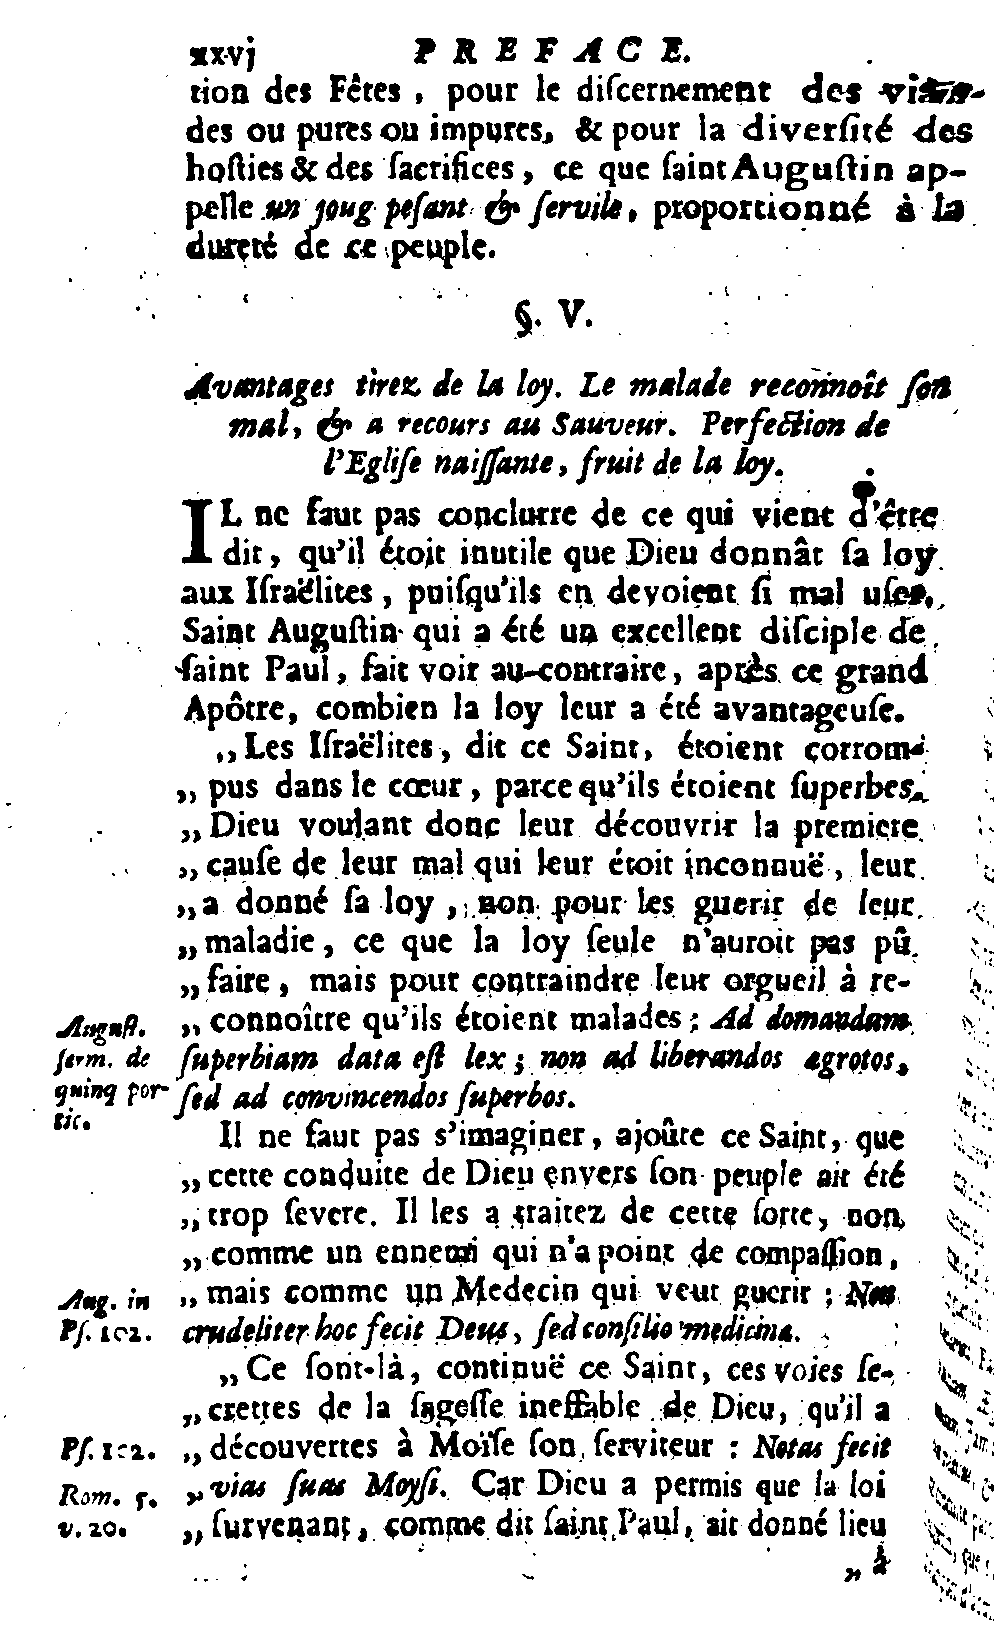 xxvj PREFACE.
tion des Fêtes, pour le diſcernement des vian-
des ou pures ou impures, & pour la diverſité des
hoſties & des ſacrifices, ce que ſaint Auguſtin ap-
pelle un joug peſant & ſervile, proportionné à la
dureté de ce peuple.
§. V.
Avantages tirez de la loy. Le malade reconnoît ſon
mal, & a recours au Sauveur. Perfection de
l'Egliſe naiſſante, fruit de la loy.
IL ne faut pas conclurre de ce qui vient d'être
dit, qu'il étoit inutile que Dieu donnât ſa loy
aux Iſraëlites, puiſqu'ils en devoient ſi mal uſer.
Saint Auguſtin qui a été un excellent diſciple de
ſaint Paul, fait voir au-contraire, après ce grand
Apôtre, combien la loy leur a été avantageuſe.
„Les Iſraëlites, dit ce Saint, étoient corrom-
„pus dans le cœur, parce qu'ils étoient ſuperbes.
„Dieu voulant donc leur découvrir la premiere
„cauſe de leur mal qui leur étoit inconnuë, leur
„a donné ſa loy, non pour les guerir de leur
„maladie, ce que la loy ſeule n'auroit pas pû
„faire, mais pour contraindre leur orgueil à re-
„connoître qu'ils étoient malades; Ad domandam
ſuperbiam data eſt lex; non ad liberandos ægrotos,
ſed ad convincendos ſuperbos.
Auguſt.
ſerm. de
quinq por-
tic.
Il ne faut pas s'imaginer, ajoûte ce Saint, que
„cette conduite de Dieu envers ſon peuple ait été
„trop ſevere. Il les a traitez de cette ſorte, non
„comme un ennemi qui n'a point de compaſſion,
„mais comme un Medecin qui veut guerir; Non
crudeliter hoc fecit Deus, ſed conſilio medicinæ.
Aug. in
Pſ. 102.
„Ce ſont-là, continuë ce Saint, ces voies ſe-
„crettes de la ſageſſe ineffable de Dieu, qu'il a
„découvertes à Moïſe ſon ſerviteur: Notas fecit
„vias ſuas Moyſi. Car Dieu a permis que la loi
„ſurvenant, comme dit ſaint Paul, ait donné lieu
Pſ. 102.
Rom. 5.
v. 20.
„à